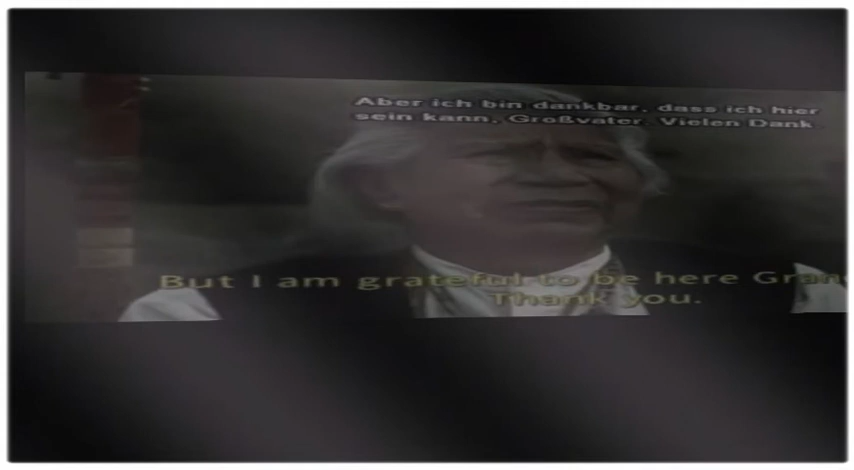 Aber ich bin dankbar, dass ich hier
sein kann, Großvater. Vielen Dank
But I am grateful to be here
Thank you.